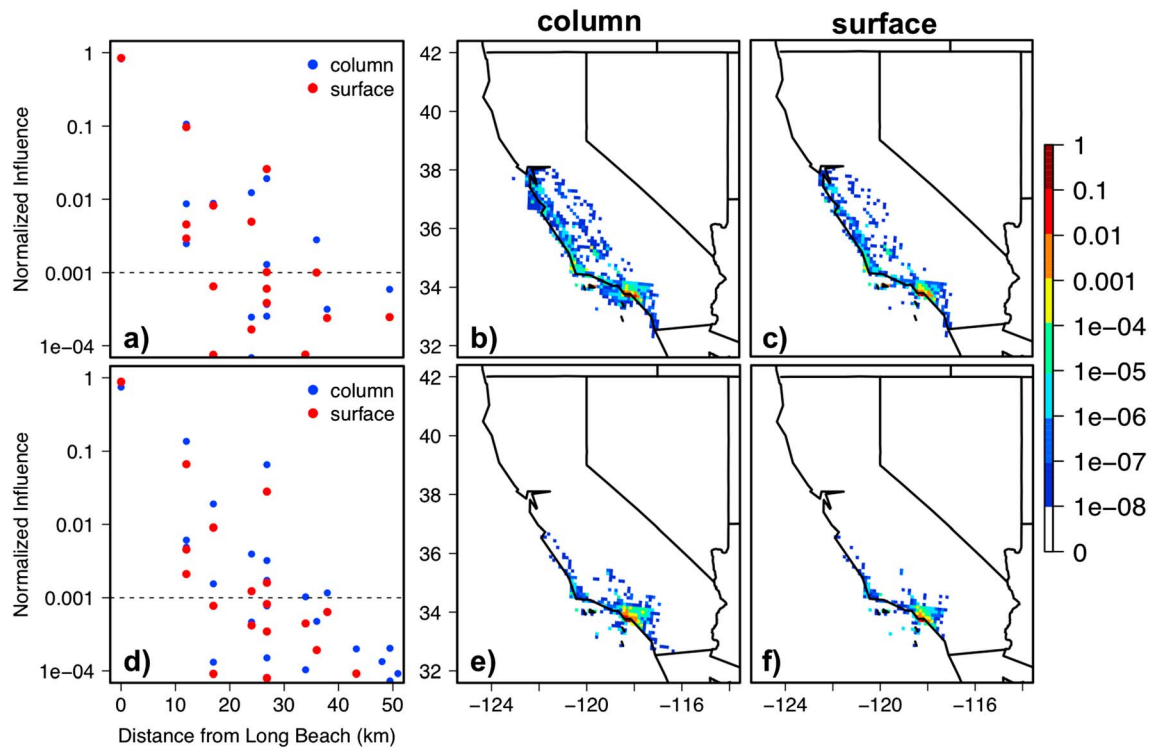 column
surface
Normalized Influence
1
0.1
0.01
0.001
1e−04
column
surface
a)
42
40
38
36
34
32
b)
c)
1
0.1
0.01
0.001
1e−04
1e−05
1e−06
1e−07
1e−08
0
Normalized Influence
1
0.1
0.01
0.001
1e−04
column
surface
d)
0 10 20 30 40 50
Distance from Long Beach (km)
42
40
38
36
34
32
e)
−124 −120 −116
f)
−124 −120 −116